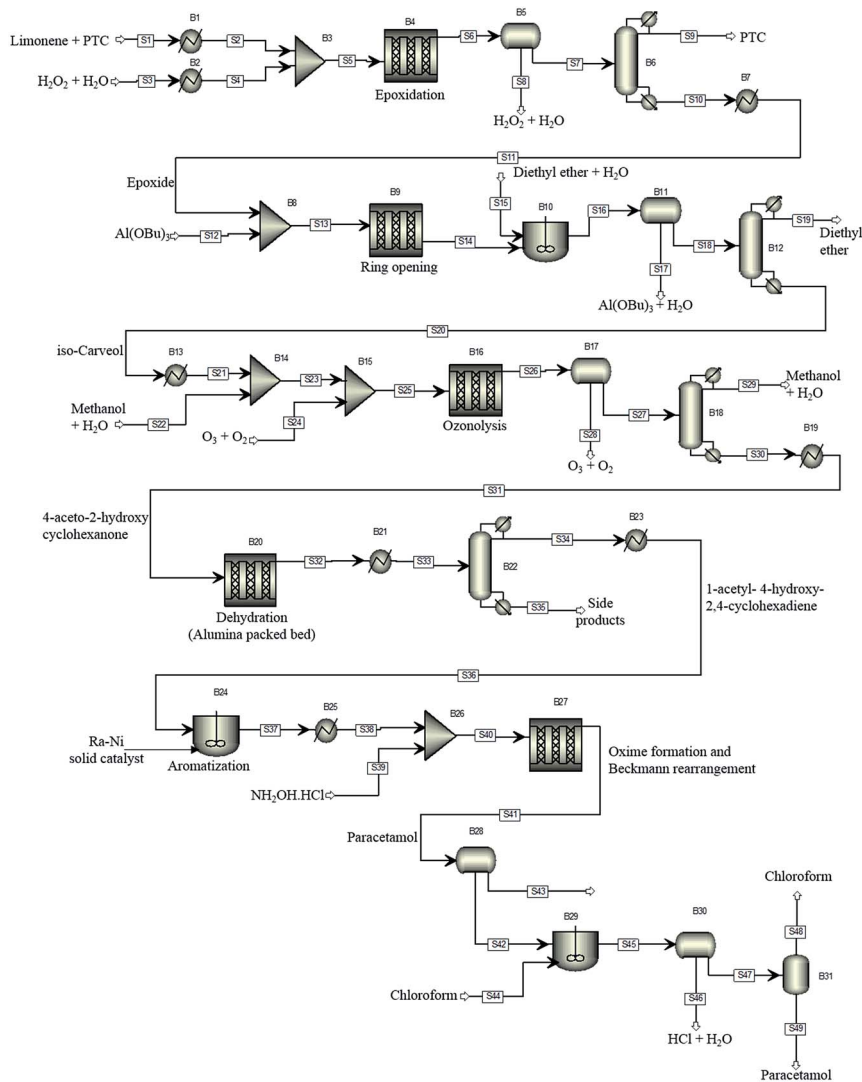 B1
B3
B4
B5
S9
PTC
Limonene + PTC
S1
S2
S6
B6
B2
S5
S7
H₂O₂ + H₂O
S3
S4
S8
Epoxidation
S10
B7
H₂O₂ + H₂O
S11
Diethyl ether + H₂O
Epoxide
B8
B9
S15
B10
B11
S16
S19
Diethyl
ether
Al(OBu)₃
S12
S13
S14
S18
B12
S17
Ring opening
Al(OBu)₃ + H₂O
S20
iso-Carveol
B13
B14
B15
B16
B17
S21
S23
S26
S29
Methanol
+ H₂O
Methanol
+ H₂O
S22
S24
S25
S27
B18
O₃ + O₂
Ozonolysis
S28
B19
O₃ + O₂
S30
S31
4-aceto-2-hydroxy
cyclohexanone
B20
B21
B23
S32
S33
S34
B22
S35
Side
products
1-acetyl- 4-hydroxy-
2,4-cyclohexadiene
Dehydration
(Alumina packed bed)
S36
B24
B25
B26
B27
S37
S38
S40
Ra-Ni
solid catalyst
Aromatization
S39
Oxime formation and
Beckmann rearrangement
NH₂OH.HCl
S41
Paracetamol
B28
S43
Chloroform
B29
B30
S48
S42
S45
S47
B31
Chloroform
S44
S46
S49
HCl + H₂O
Paracetamol